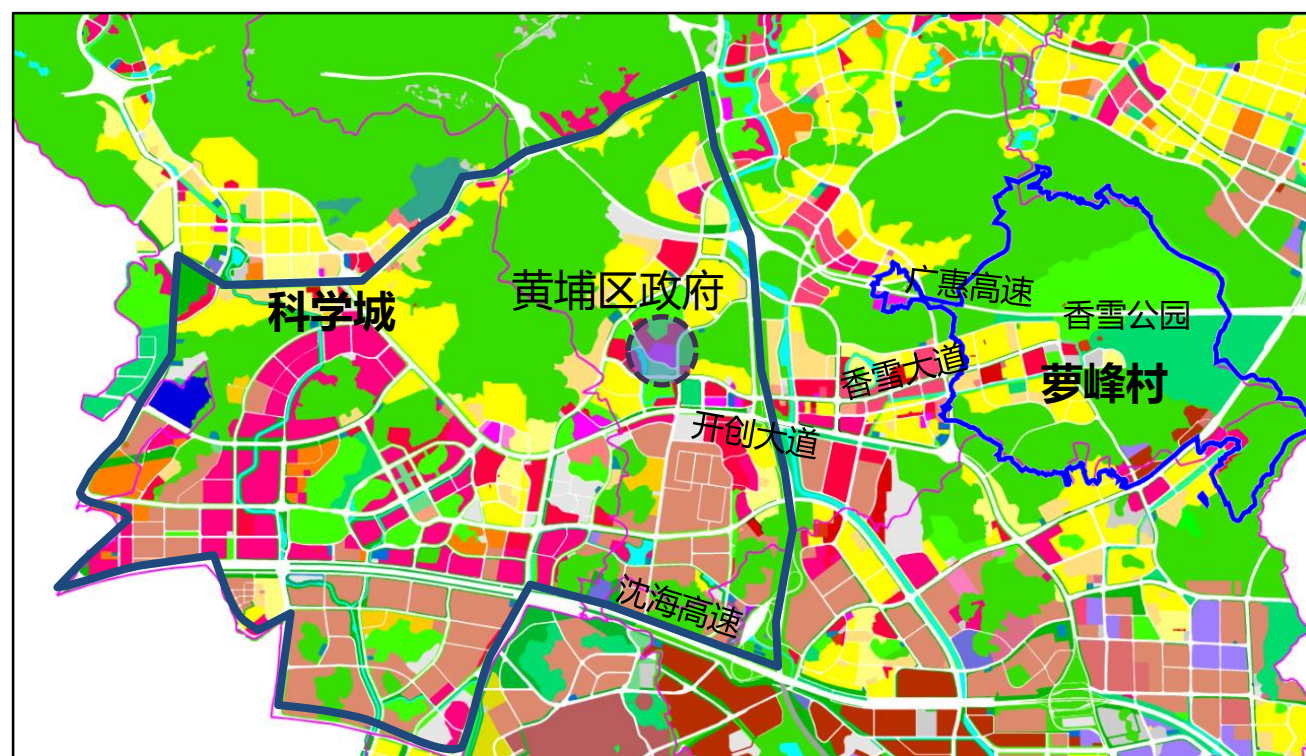 黄埔区政府
广惠高速
科学城
香雪公园
香雪大道
萝峰村
开创大道
沈海高速